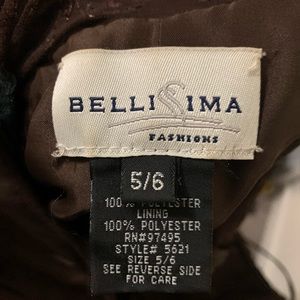 BELLISSIMA
FASHIONS
5/6
100% POLYESTER
LINING
100% POLYESTER
RN#97495
STYLE# 5621
SIZE 5/6
SEE REVERSE SIDE
FOR CARE